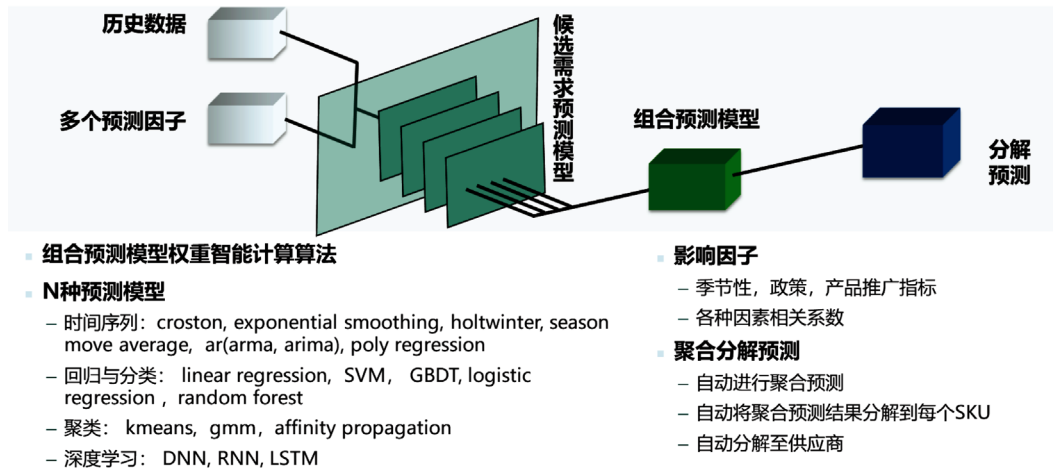 历史数据
多个预测因子
候选需求预测模型
组合预测模型
分解
预测
组合预测模型权重智能计算算法
N种预测模型
– 时间序列：croston, exponential smoothing, holtwinter, season
move average, ar(arma, arima), poly regression
– 回归与分类： linear regression, SVM， GBDT, logistic
regression ，random forest
– 聚类： kmeans，gmm，affinity propagation
– 深度学习： DNN, RNN, LSTM
影响因子
– 季节性，政策，产品推广指标
– 各种因素相关系数
聚合分解预测
– 自动进行聚合预测
– 自动将聚合预测结果分解到每个SKU
– 自动分解至供应商